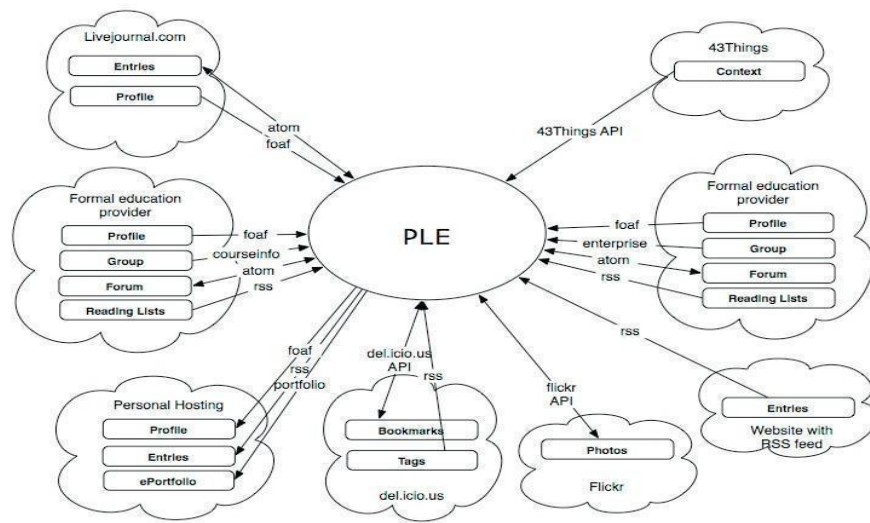 Livejournal.com
Entries
Profile
atom
foaf
43Things
Context
43Things API
Formal education
provider
Profile
Group
Forum
Reading Lists
foaf
courseinfo
atom
rss
PLE
Formal education
provider
Profile
Group
Forum
Reading Lists
foaf
enterprise
atom
rss
foaf
rss
portfolio
Personal Hosting
Profile
Entries
ePortfolio
del.icio.us
API
rss
Bookmarks
Tags
del.icio.us
flickr
API
Photos
Flickr
rss
Entries
Website with
RSS feed